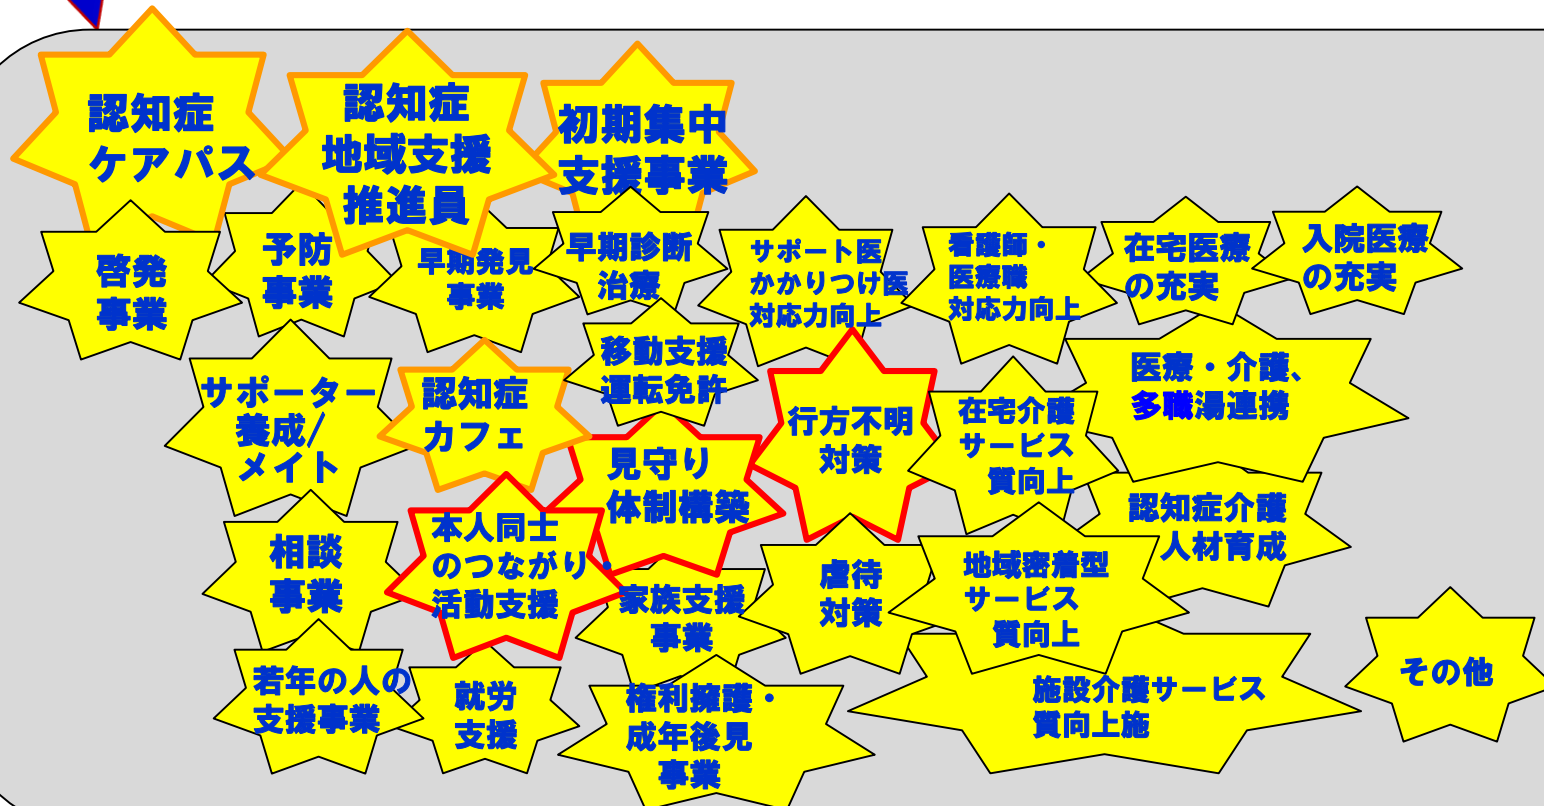 認知症
ケアパス
認知症
地域支援
推進員
初期集中
支援事業
啓発
事業
予防
事業
早期発見
事業
早期診断
治療
サポート医
かかりつけ医
対応力向上
看護師・
医療職
対応力向上
在宅医療
の充実
入院医療
の充実
サポーター
養成/
メイト
認知症
カフェ
移動支援
運転免許
見守り
体制構築
行方不明
対策
在宅介護
サービス
質向上
医療・介護、
多職湯連携
認知症介護
人材育成
相談
事業
本人同士
のつながり・
活動支援
家族支援
事業
虐待
対策
地域密着型
サービス
質向上
若年の人の
支援事業
就労
支援
権利擁護・
成年後見
事業
施設介護サービス
質向上施
その他